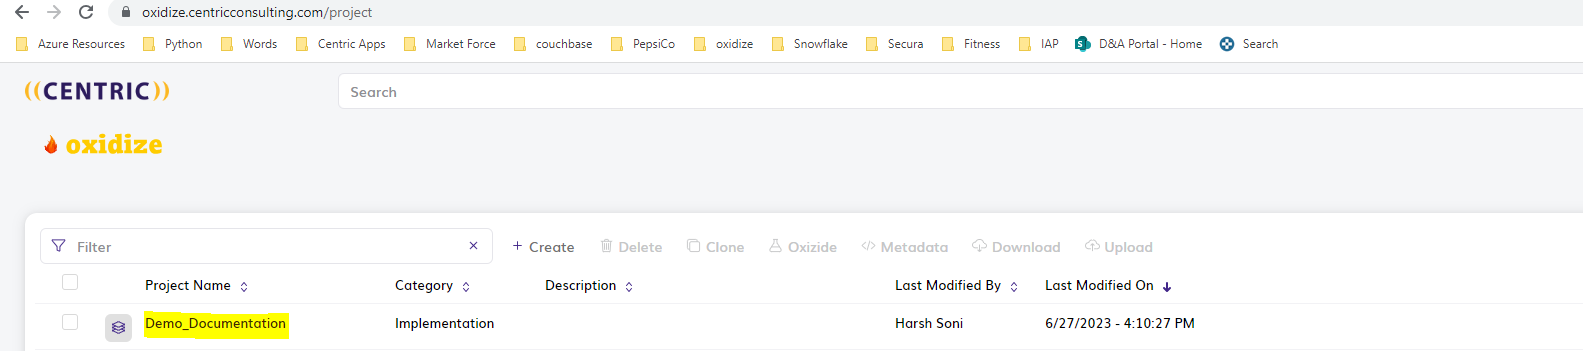 oxidize.centricconsulting.com/project
Azure Resources Python Words Centric Apps Market Force couchbase PepsiCo oxidize Snowflake Secura Fitness IAP D&A Portal - Home Search
((CENTRIC))
Search
oxidize
Filter × + Create Delete Clone Oxizide Metadata Download Upload
Project Name Category Description Last Modified By Last Modified On
Demo_Documentation Implementation Harsh Soni 6/27/2023 - 4:10:27 PM